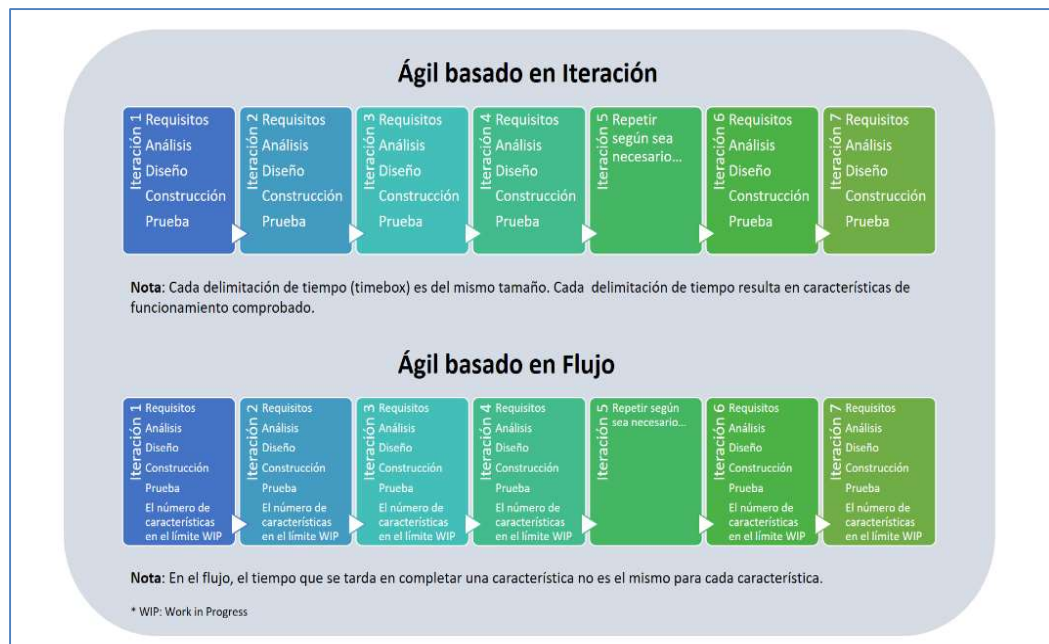 Ágil basado en Iteración
Iteración 1
Requisitos
Análisis
Diseño
Construcción
Prueba
Iteración 2
Requisitos
Análisis
Diseño
Construcción
Prueba
Iteración 3
Requisitos
Análisis
Diseño
Construcción
Prueba
Iteración 4
Requisitos
Análisis
Diseño
Construcción
Prueba
Iteración 5
Repetir
según sea
necesario...
Iteración 6
Requisitos
Análisis
Diseño
Construcción
Prueba
Iteración 7
Requisitos
Análisis
Diseño
Construcción
Prueba
Nota: Cada delimitación de tiempo (timebox) es del mismo tamaño. Cada delimitación de tiempo resulta en características de
funcionamiento comprobado.
Ágil basado en Flujo
Iteración 1
Requisitos
Análisis
Diseño
Construcción
Prueba
El número de
características
en el límite WIP
Iteración 2
Requisitos
Análisis
Diseño
Construcción
Prueba
El número de
características
en el límite WIP
Iteración 3
Requisitos
Análisis
Diseño
Construcción
Prueba
El número de
características
en el límite WIP
Iteración 4
Requisitos
Análisis
Diseño
Construcción
Prueba
El número de
características
en el límite WIP
Iteración 5
Repetir según
sea necesario...
Iteración 6
Requisitos
Análisis
Diseño
Construcción
Prueba
El número de
características
en el límite WIP
Iteración 7
Requisitos
Análisis
Diseño
Construcción
Prueba
El número de
características
en el límite WIP
Nota: En el flujo, el tiempo que se tarda en completar una característica no es el mismo para cada característica.
* WIP: Work in Progress